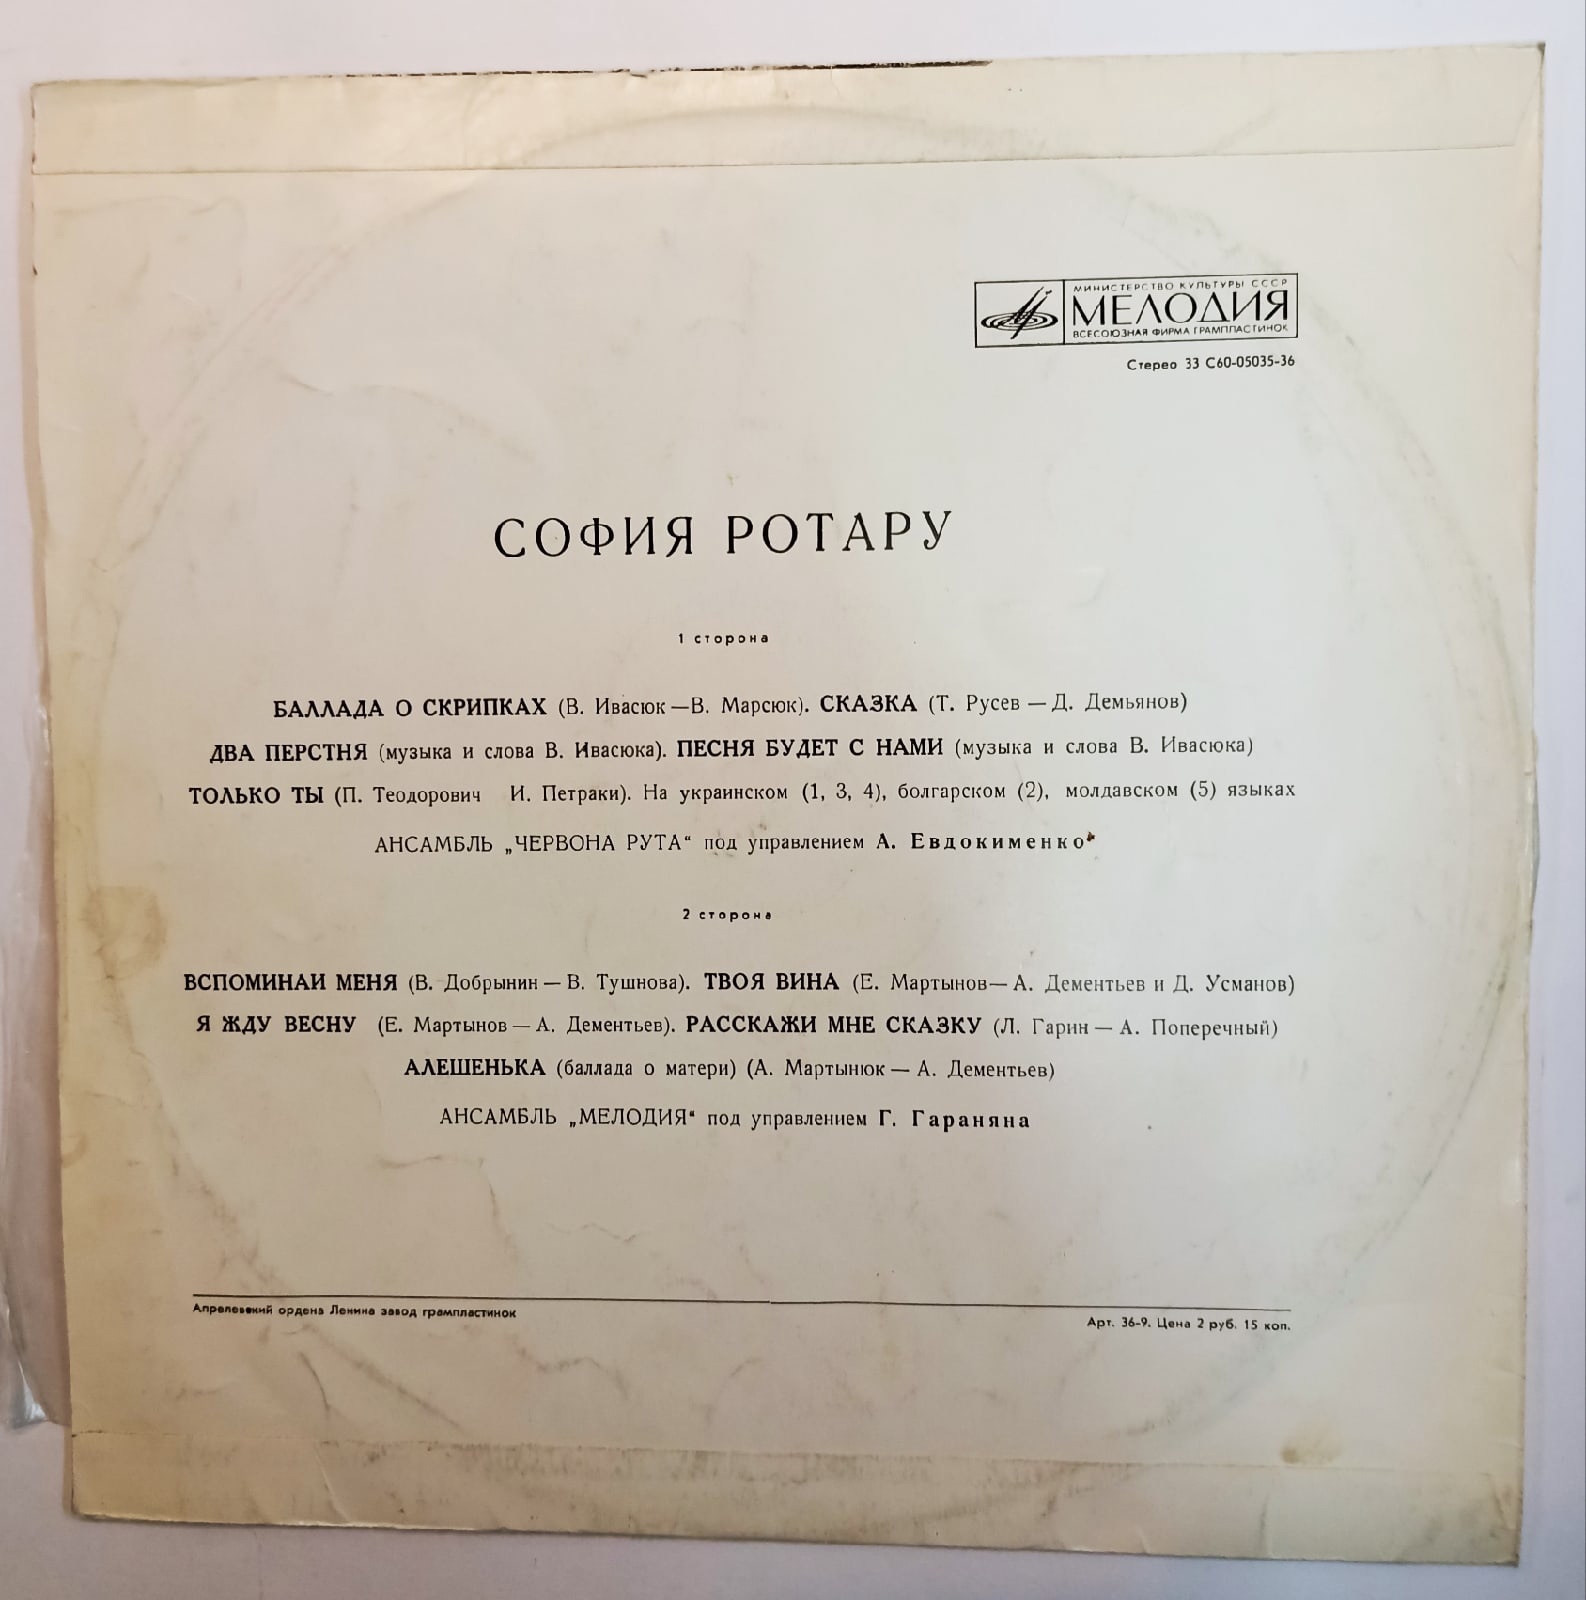 МИНИСТЕРСТВО КУЛЬТУРЫ СССР
МЕЛОДИЯ
ВСЕСОЮЗНАЯ ФИРМА ГРАМПЛАСТИНОК
Стерео 33 С60-05035-36
СОФИЯ РОТАРУ
1 сторона
БАЛЛАДА О СКРИПКАХ (В. Ивасюк — В. Марсюк). СКАЗКА (Т. Русев — Д. Демьянов)
ДВА ПЕРСТНЯ (музыка и слова В. Ивасюка). ПЕСНЯ БУДЕТ С НАМИ (музыка и слова В. Ивасюка)
ТОЛЬКО ТЫ (П. Теодорович И. Петраки). На украинском (1, 3, 4), болгарском (2), молдавском (5) языках
АНСАМБЛЬ „ЧЕРВОНА РУТА“ под управлением А. Евдокименко
2 сторона
ВСПОМИНАИ МЕНЯ (В. Добрынин — В. Тушнова). ТВОЯ ВИНА (Е. Мартынов — А. Дементьев и Д. Усманов)
Я ЖДУ ВЕСНУ (Е. Мартынов — А. Дементьев). РАССКАЖИ МНЕ СКАЗКУ (Л. Гарин — А. Поперечный)
АЛЕШЕНЬКА (баллада о матери) (А. Мартынюк — А. Дементьев)
АНСАМБЛЬ „МЕЛОДИЯ“ под управлением Г. Гараняна
Апрелевкий ордена Ленина завод грампластинок
Арт. 36-9. Цена 2 руб. 15 коп.